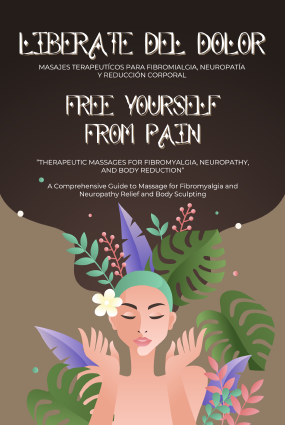 LIBERATE DEL DOLOR
MASAJES TERAPEUTÍCOS PARA FIBROMIALGIA, NEUROPATÍA
Y REDUCCIÓN CORPORAL
FREE YOURSELF
FROM PAIN
"THERAPEUTIC MASSAGES FOR FIBROMYALGIA, NEUROPATHY,
AND BODY REDUCTION"
A Comprehensive Guide to Massage for Fibromyalgia and
Neuropathy Relief and Body Sculpting